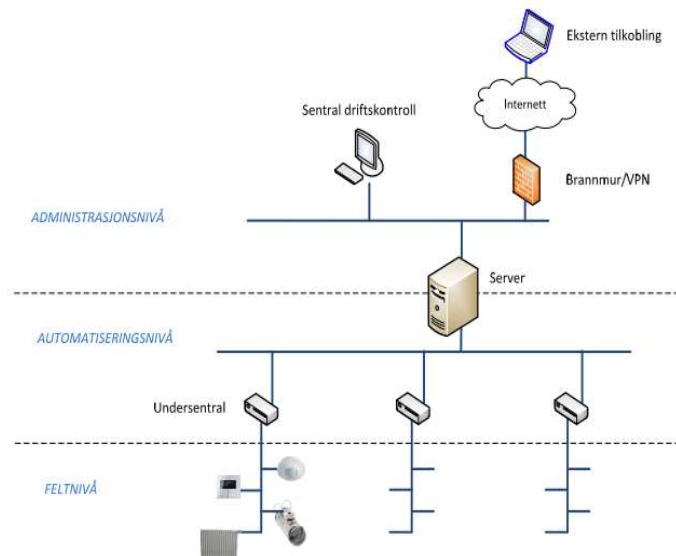 Ekstern tilkobling
Internett
Sentral driftskontroll
Brannmur/VPN
ADMINISTRASJONSNIVÅ
Server
AUTOMATISERINGSNIVÅ
Undersentral
FELTNIVÅ